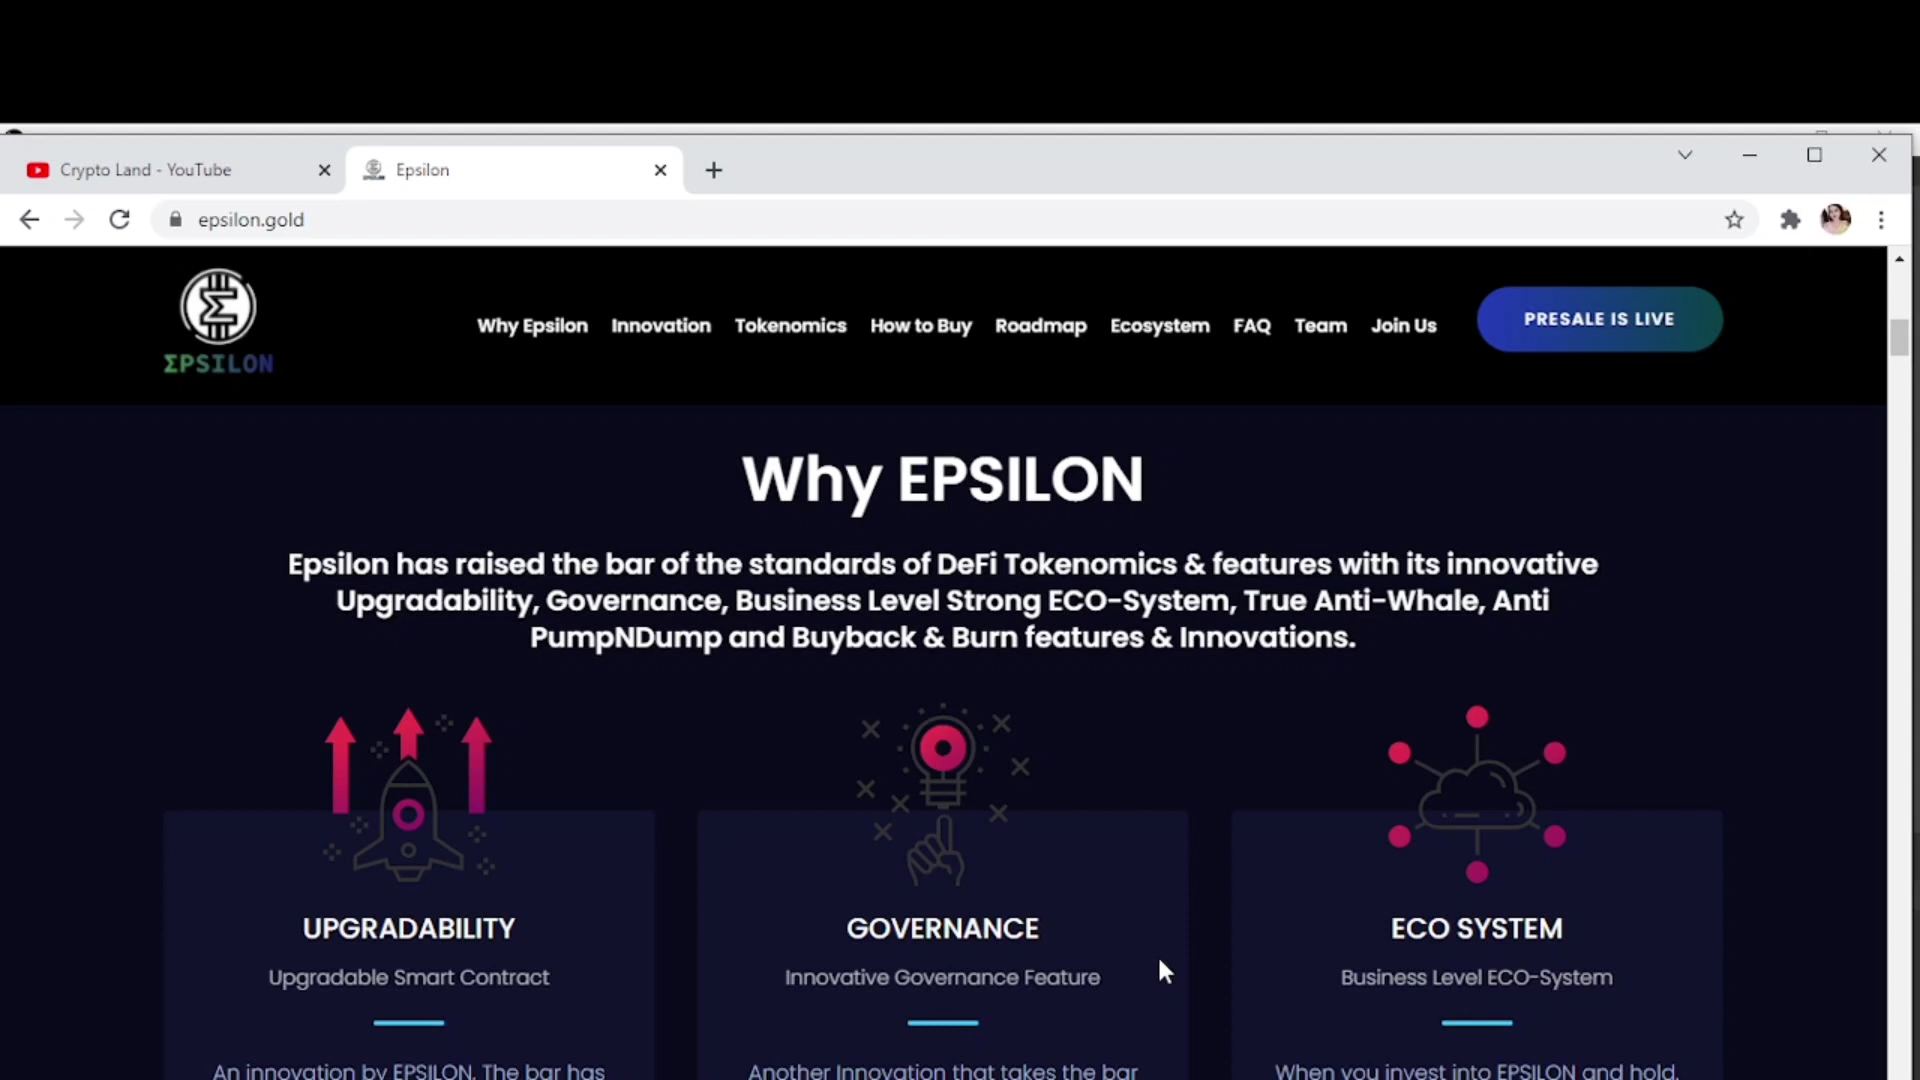 Crypto Land - YouTube
Epsilon
epsilon.gold
ΣPSILON
Why Epsilon
Innovation
Tokenomics
How to Buy
Roadmap
Ecosystem
FAQ
Team
Join Us
PRESALE IS LIVE
Why EPSILON
Epsilon has raised the bar of the standards of DeFi Tokenomics & features with its innovative
Upgradability, Governance, Business Level Strong ECO-System, True Anti-Whale, Anti
PumpNDump and Buyback & Burn features & Innovations.
UPGRADABILITY
Upgradable Smart Contract
An innovation by EPSILON. The bar has
GOVERNANCE
Innovative Governance Feature
Another Innovation that takes the bar
ECO SYSTEM
Business Level ECO-System
When you invest into EPSILON and hold,